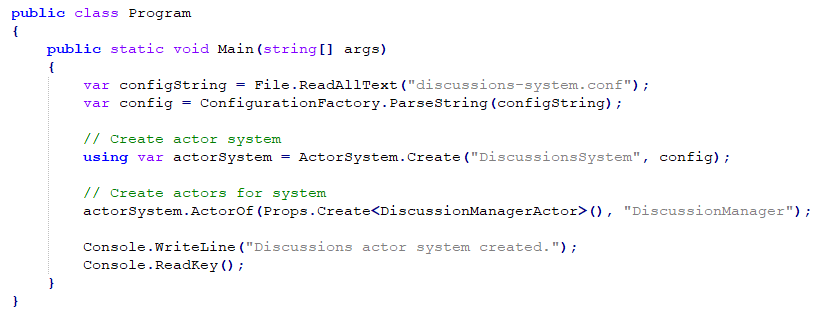 public class Program
{
    public static void Main(string[] args)
    {
        var configString = File.ReadAllText("discussions-system.conf");
        var config = ConfigurationFactory.ParseString(configString);

        // Create actor system
        using var actorSystem = ActorSystem.Create("DiscussionsSystem", config);

        // Create actors for system
        actorSystem.ActorOf(Props.Create<DiscussionManagerActor>(), "DiscussionManager");

        Console.WriteLine("Discussions actor system created.");
        Console.ReadKey();
    }
}